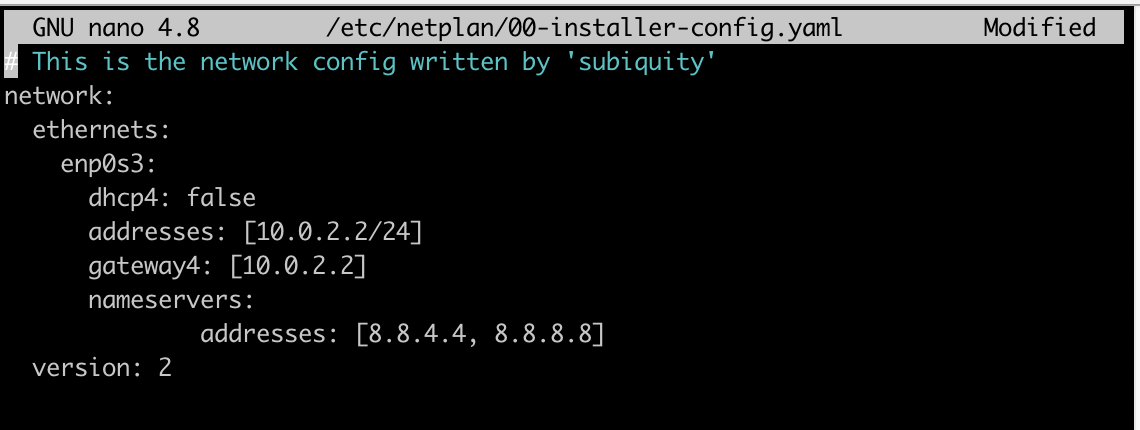 GNU nano 4.8 /etc/netplan/00-installer-config.yaml Modified
# This is the network config written by 'subiquity'
network:
  ethernets:
    enp0s3:
      dhcp4: false
      addresses: [10.0.2.2/24]
      gateway4: [10.0.2.2]
      nameservers:
              addresses: [8.8.4.4, 8.8.8.8]
  version: 2